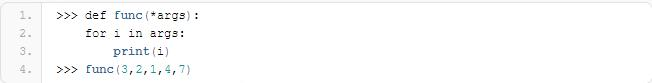 1. >>> def func(*args):
2.     for i in args:
3.         print(i)
4. >>> func(3,2,1,4,7)